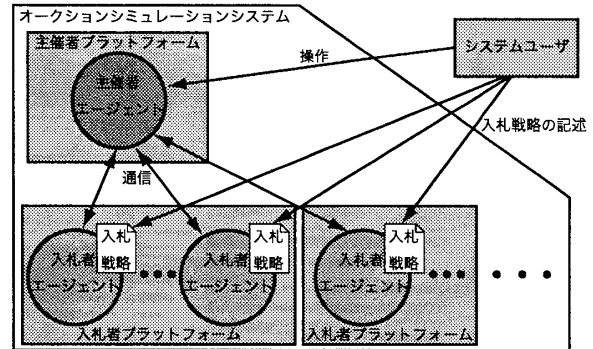 オークションシミュレーションシステム
主催者プラットフォーム
主催者
エージェント
操作
システムユーザ
入札戦略の記述
通信
入札
戦略
入札者
エージェント
入札
戦略
入札者
エージェント
入札
戦略
入札者
エージェント
入札者プラットフォーム
入札者プラットフォーム